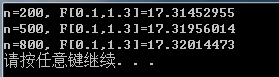 n=200, F[0.1,1.3]=17.31452955
n=500, F[0.1,1.3]=17.31956014
n=800, F[0.1,1.3]=17.32014473
请按任意键继续. . .